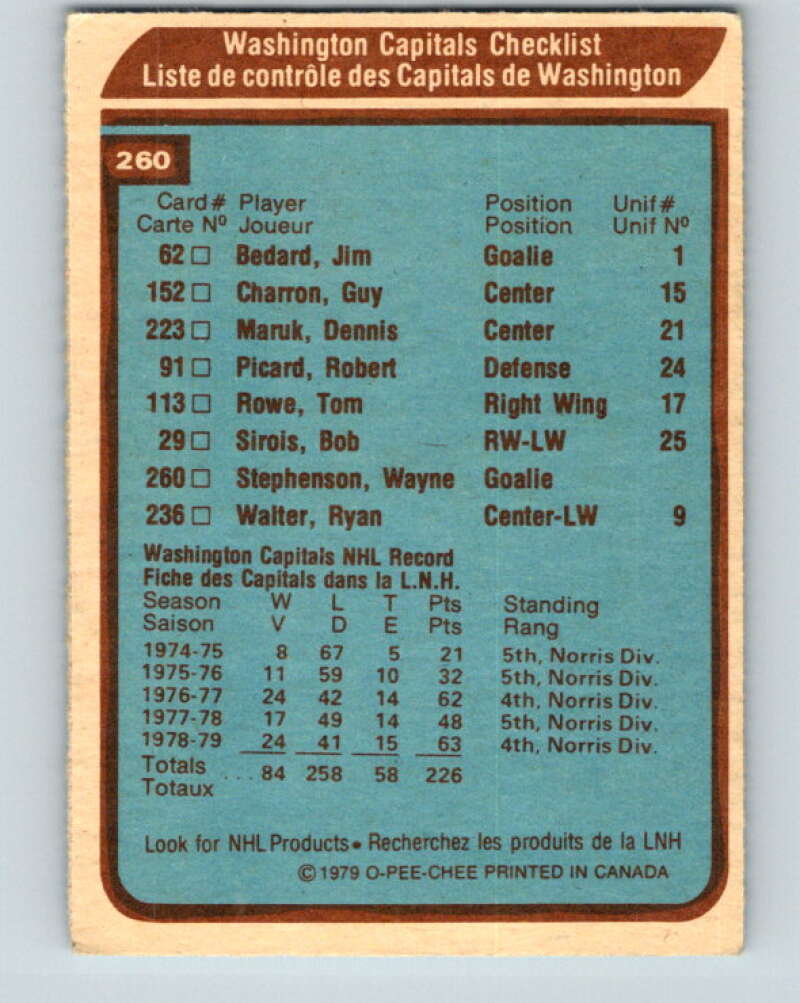 Washington Capitals Checklist
Liste de contrôle des Capitals de Washington
260
Card # Player Position Unif #
Carte Nº Joueur Position Unif Nº
62 □ Bedard, Jim Goalie 1
152 □ Charron, Guy Center 15
223 □ Maruk, Dennis Center 21
91 □ Picard, Robert Defense 24
113 □ Rowe, Tom Right Wing 17
29 □ Sirois, Bob RW-LW 25
260 □ Stephenson, Wayne Goalie
236 □ Walter, Ryan Center-LW 9
Washington Capitals NHL Record
Fiche des Capitals dans la L.N.H.
Season W L T Pts Standing
Saison V D E Pts Rang
1974-75 8 67 5 21 5th, Norris Div.
1975-76 11 59 10 32 5th, Norris Div.
1976-77 24 42 14 62 4th, Norris Div.
1977-78 17 49 14 48 5th, Norris Div.
1978-79 24 41 15 63 4th, Norris Div.
Totals
Totaux ... 84 258 58 226
Look for NHL Products • Recherchez les produits de la LNH
© 1979 O-PEE-CHEE PRINTED IN CANADA